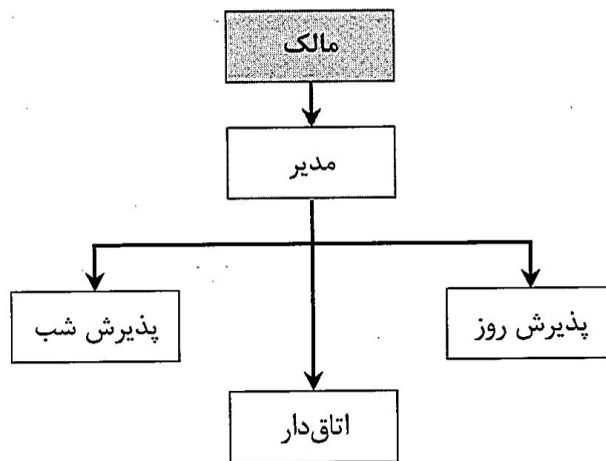 مالک
مدیر
پذیرش روز
پذیرش شب
اتاق‌دار